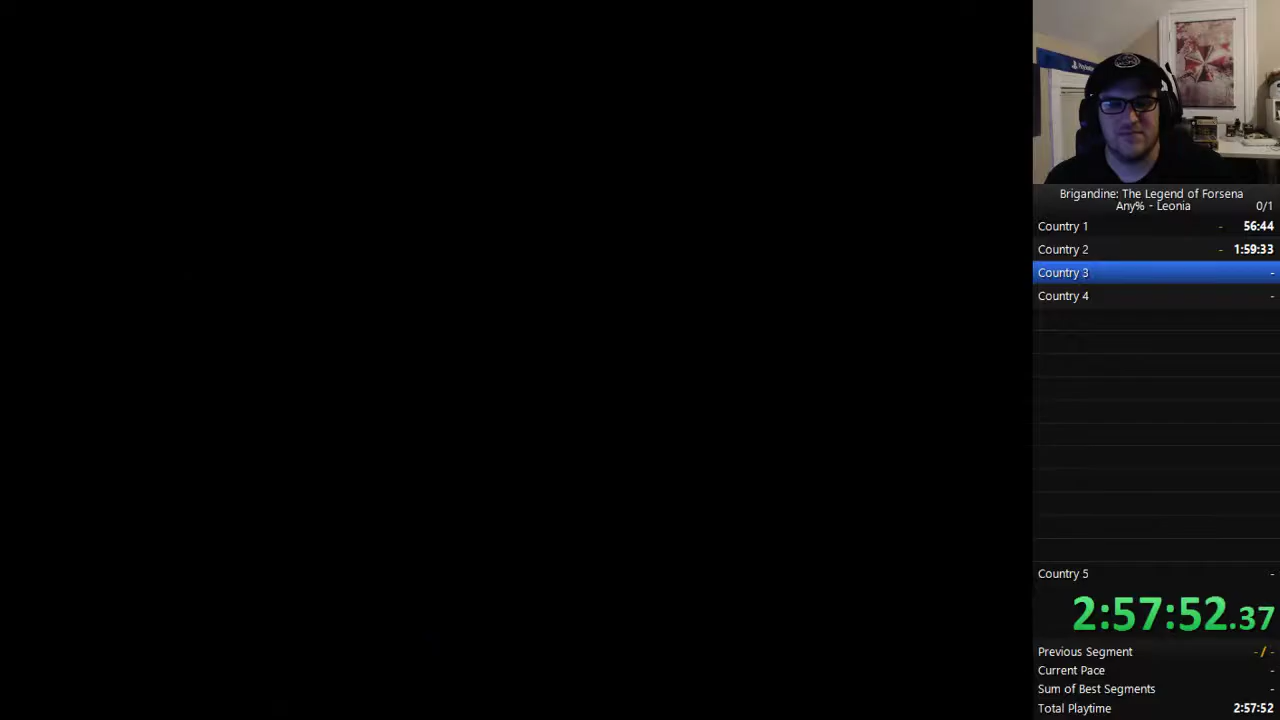 PlayStation
Brigandine: The Legend of Forsena
Any% - Leonia 0/1
Country 1 - 56:44
Country 2 - 1:59:33
Country 3 -
Country 4 -
Country 5 -
2:57:52.37
Previous Segment - / -
Current Pace -
Sum of Best Segments -
Total Playtime 2:57:52